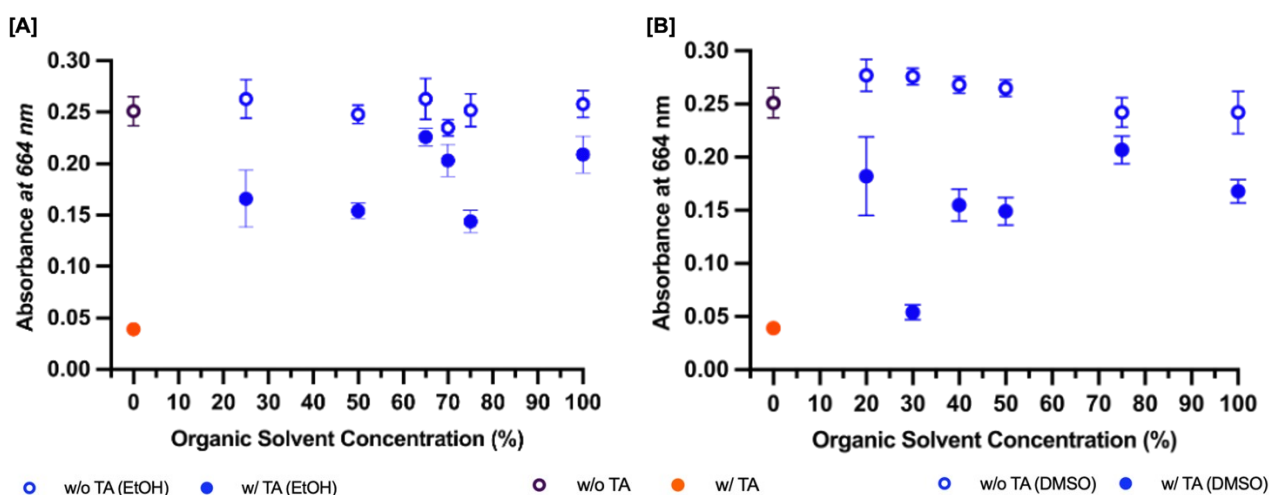 [A]
[B]
Absorbance at 664 nm
0.30
0.25
0.20
0.15
0.10
0.05
0.00
0 10 20 30 40 50 60 70 80 90 100
Organic Solvent Concentration (%)
Absorbance at 664 nm
0.30
0.25
0.20
0.15
0.10
0.05
0.00
0 10 20 30 40 50 60 70 80 90 100
Organic Solvent Concentration (%)
w/o TA (EtOH) w/ TA (EtOH) w/o TA w/ TA w/o TA (DMSO) w/ TA (DMSO)